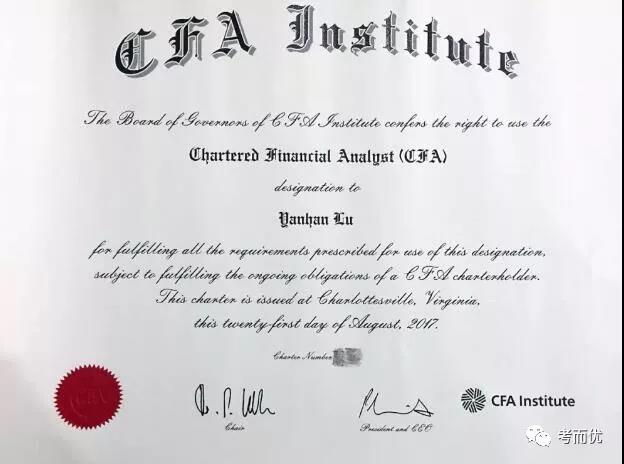 CFA Institute
The Board of Governors of CFA Institute confers the right to use the
Chartered Financial Analyst (CFA)
designation to
Yanhan Lu
for fulfilling all the requirements prescribed for use of this designation,
subject to fulfilling the ongoing obligations of a CFA charterholder.
This charter is issued at Charlottesville, Virginia,
this twenty-first day of August, 2017.
Charter Number
CFA
Chair
President and CEO
CFA Institute
考而优